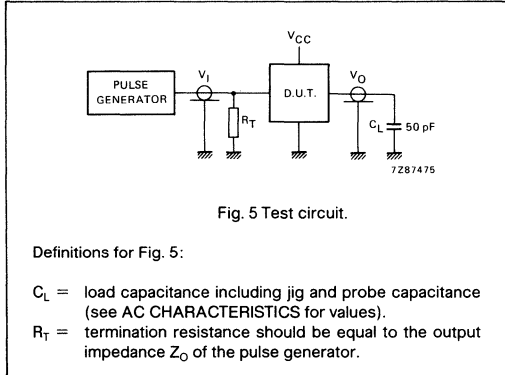 VCC
PULSE
GENERATOR
VI
RT
D.U.T.
VO
CL
50 pF
7Z87475
Fig. 5 Test circuit.
Definitions for Fig. 5:
CL = load capacitance including jig and probe capacitance
(see AC CHARACTERISTICS for values).
RT = termination resistance should be equal to the output
impedance ZO of the pulse generator.